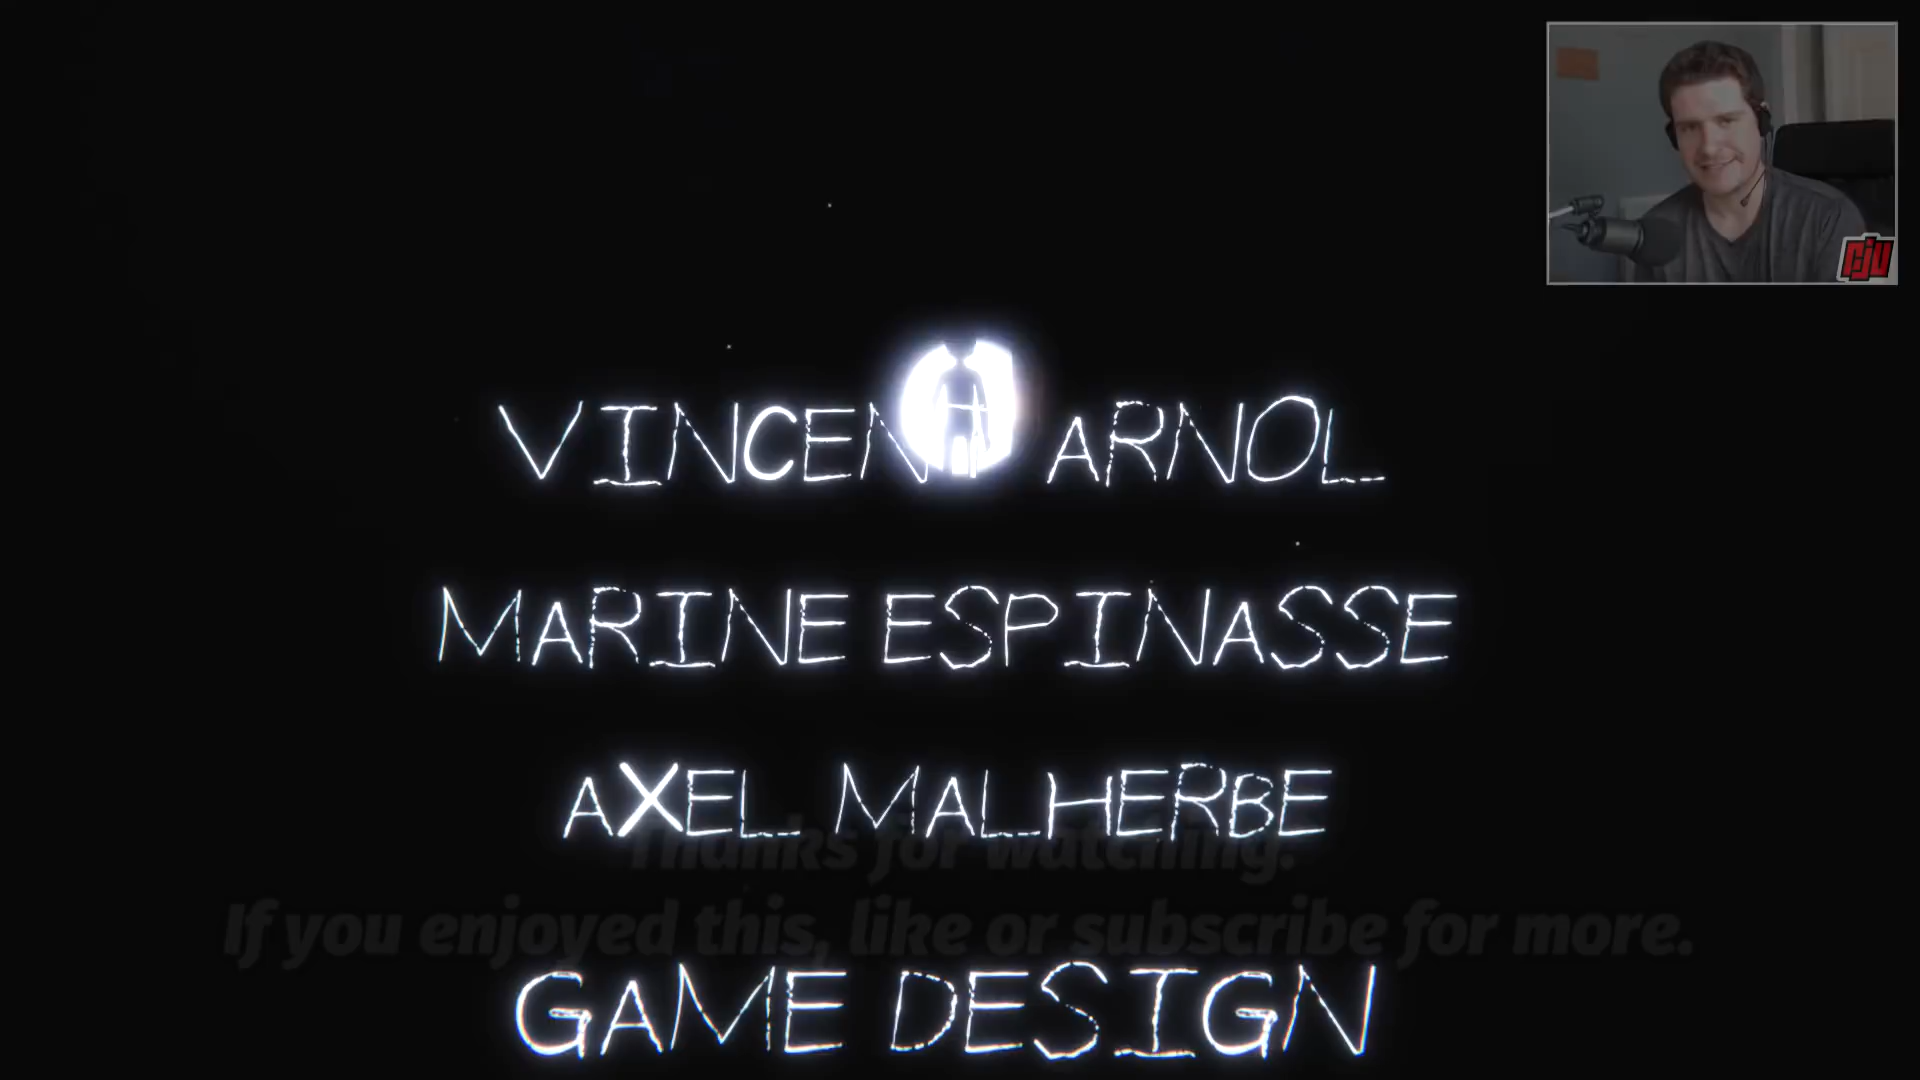 rju
VINCENT ARNOL
MARINE ESPINASSE
AXEL MALHERBE
Thanks for watching.
If you enjoyed this, like or subscribe for more.
GAME DESIGN